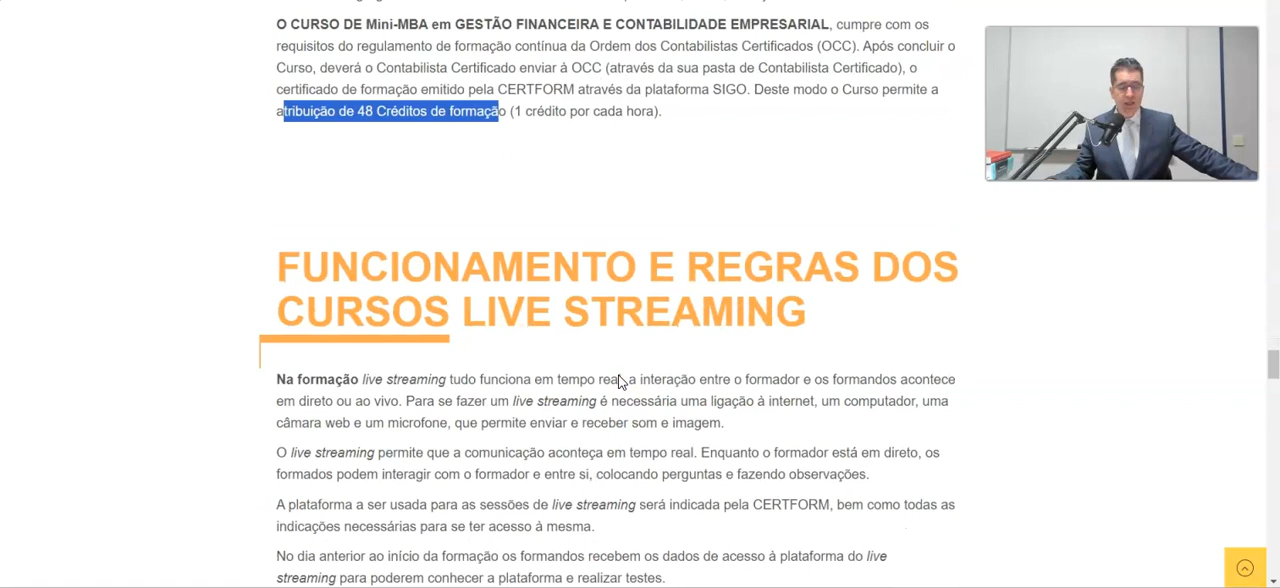 O CURSO DE Mini-MBA em GESTÃO FINANCEIRA E CONTABILIDADE EMPRESARIAL, cumpre com os
requisitos do regulamento de formação contínua da Ordem dos Contabilistas Certificados (OCC). Após concluir o
Curso, deverá o Contabilista Certificado enviar à OCC (através da sua pasta de Contabilista Certificado), o
certificado de formação emitido pela CERTFORM através da plataforma SIGO. Deste modo o Curso permite a
atribuição de 48 Créditos de formação (1 crédito por cada hora).
FUNCIONAMENTO E REGRAS DOS
CURSOS LIVE STREAMING
Na formação live streaming tudo funciona em tempo real, a interação entre o formador e os formandos acontece
em direto ou ao vivo. Para se fazer um live streaming é necessária uma ligação à internet, um computador, uma
câmara web e um microfone, que permite enviar e receber som e imagem.
O live streaming permite que a comunicação aconteça em tempo real. Enquanto o formador está em direto, os
formados podem interagir com o formador e entre si, colocando perguntas e fazendo observações.
A plataforma a ser usada para as sessões de live streaming será indicada pela CERTFORM, bem como todas as
indicações necessárias para se ter acesso à mesma.
No dia anterior ao início da formação os formandos recebem os dados de acesso à plataforma do live
streaming para poderem conhecer a plataforma e realizar testes.